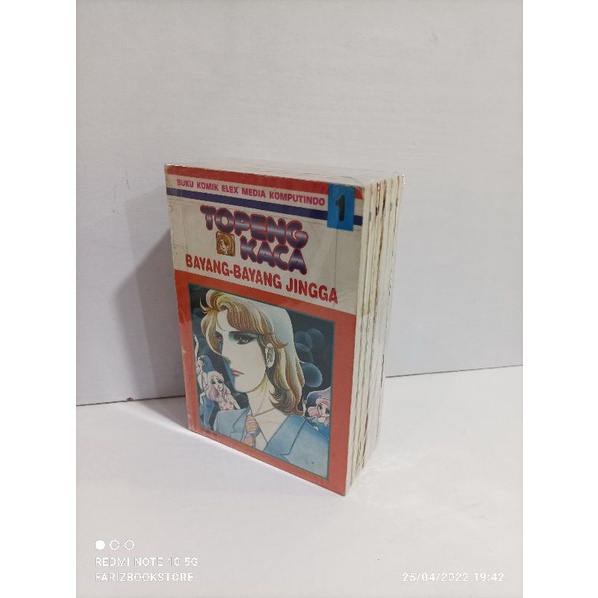 BUKU KOMIK ELEX MEDIA KOMPUTINDO
1
TOPENG
KACA
BAYANG-BAYANG JINGGA
REDMI NOTE 10 5G
FARIZBOOKSTORE
25/04/2022 19:42